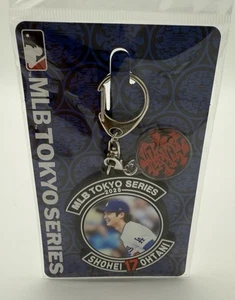 MLB TOKYO SERIES
MLB TOKYO SERIES
2025
SHOHEI 17 OHTANI